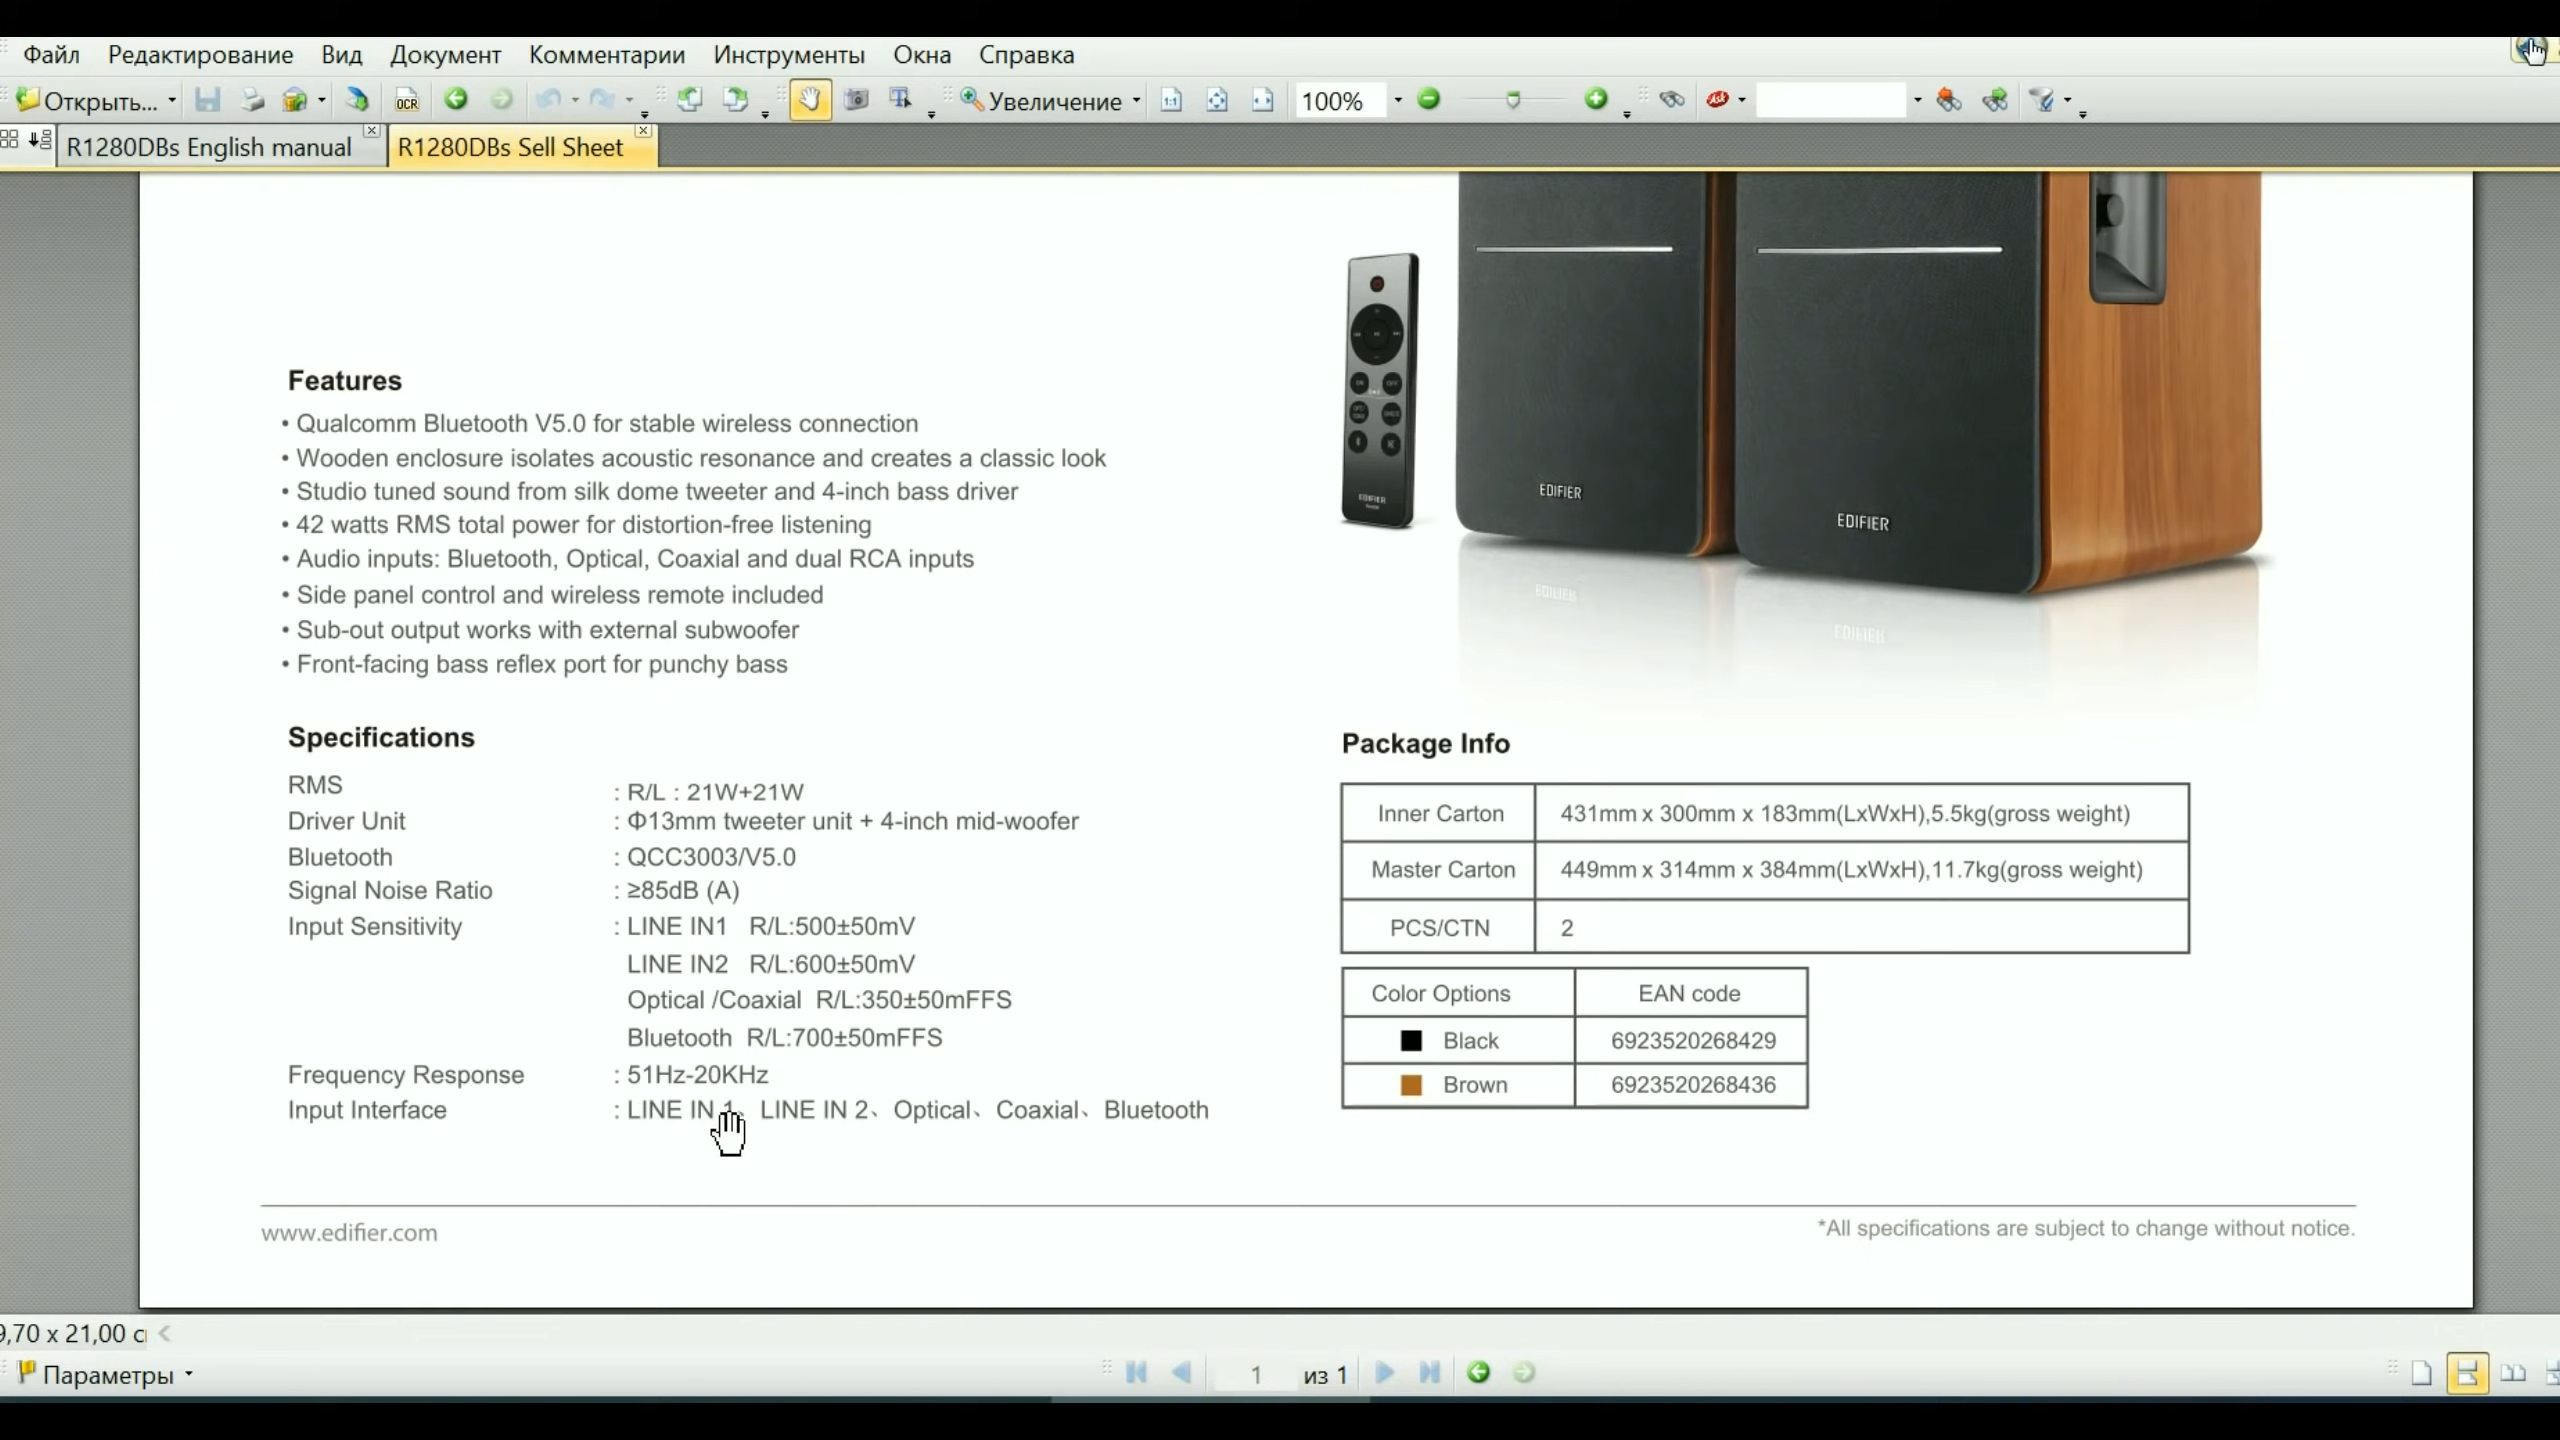 Файл Редактирование Вид Документ Комментарии Инструменты Окна Справка
Открыть... OCR Увеличение 100% Ask
R1280DBs English manual R1280DBs Sell Sheet
EDIFIER
EDIFIER
EDIFIER
Features
• Qualcomm Bluetooth V5.0 for stable wireless connection
• Wooden enclosure isolates acoustic resonance and creates a classic look
• Studio tuned sound from silk dome tweeter and 4-inch bass driver
• 42 watts RMS total power for distortion-free listening
• Audio inputs: Bluetooth, Optical, Coaxial and dual RCA inputs
• Side panel control and wireless remote included
• Sub-out output works with external subwoofer
• Front-facing bass reflex port for punchy bass
Specifications
RMS : R/L : 21W+21W
Driver Unit : Φ13mm tweeter unit + 4-inch mid-woofer
Bluetooth : QCC3003/V5.0
Signal Noise Ratio : ≥85dB (A)
Input Sensitivity : LINE IN1 R/L:500±50mV
LINE IN2 R/L:600±50mV
Optical /Coaxial R/L:350±50mFFS
Bluetooth R/L:700±50mFFS
Frequency Response : 51Hz-20KHz
Input Interface : LINE IN 1、LINE IN 2、Optical、Coaxial、Bluetooth
Package Info
Inner Carton 431mm x 300mm x 183mm(LxWxH),5.5kg(gross weight)
Master Carton 449mm x 314mm x 384mm(LxWxH),11.7kg(gross weight)
PCS/CTN 2
Color Options EAN code
Black 6923520268429
Brown 6923520268436
www.edifier.com
*All specifications are subject to change without notice.
9,70 x 21,00 с
Параметры
1 из 1